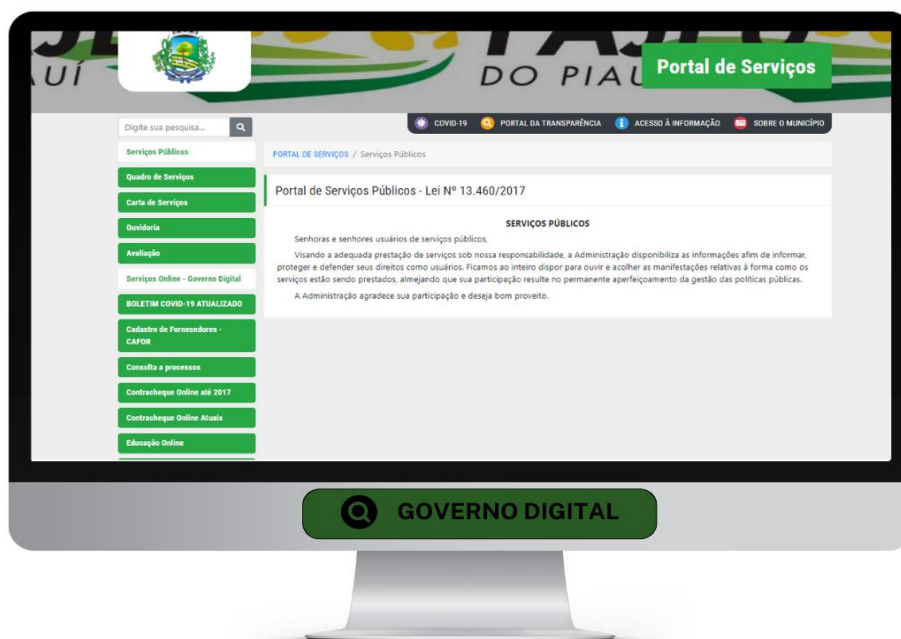 UÍ
DO PIAU
Portal de Serviços
Digite sua pesquisa...
COVID-19
PORTAL DA TRANSPARÊNCIA
ACESSO À INFORMAÇÃO
SOBRE O MUNICÍPIO
Serviços Públicos
Quadro de Serviços
Carta de Serviços
Ouvidoria
Avaliação
Serviços Online - Governo Digital
BOLETIM COVID-19 ATUALIZADO
Cadastro de Fornecedores -
CAFOR
Consulta a processos
Contracheque Online até 2017
Contracheque Online Atuais
Educação Online
PORTAL DE SERVIÇOS / Serviços Públicos
Portal de Serviços Públicos - Lei Nº 13.460/2017
SERVIÇOS PÚBLICOS
Senhoras e senhores usuários de serviços públicos,
Visando a adequada prestação de serviços sob nossa responsabilidade, a Administração disponibiliza as informações afim de informar,
proteger e defender seus direitos como usuários. Ficamos ao inteiro dispor para ouvir e acolher as manifestações relativas à forma como os
serviços estão sendo prestados, almejando que sua participação resulte no permanente aperfeiçoamento da gestão das políticas públicas.
A Administração agradece sua participação e deseja bom proveito.
GOVERNO DIGITAL